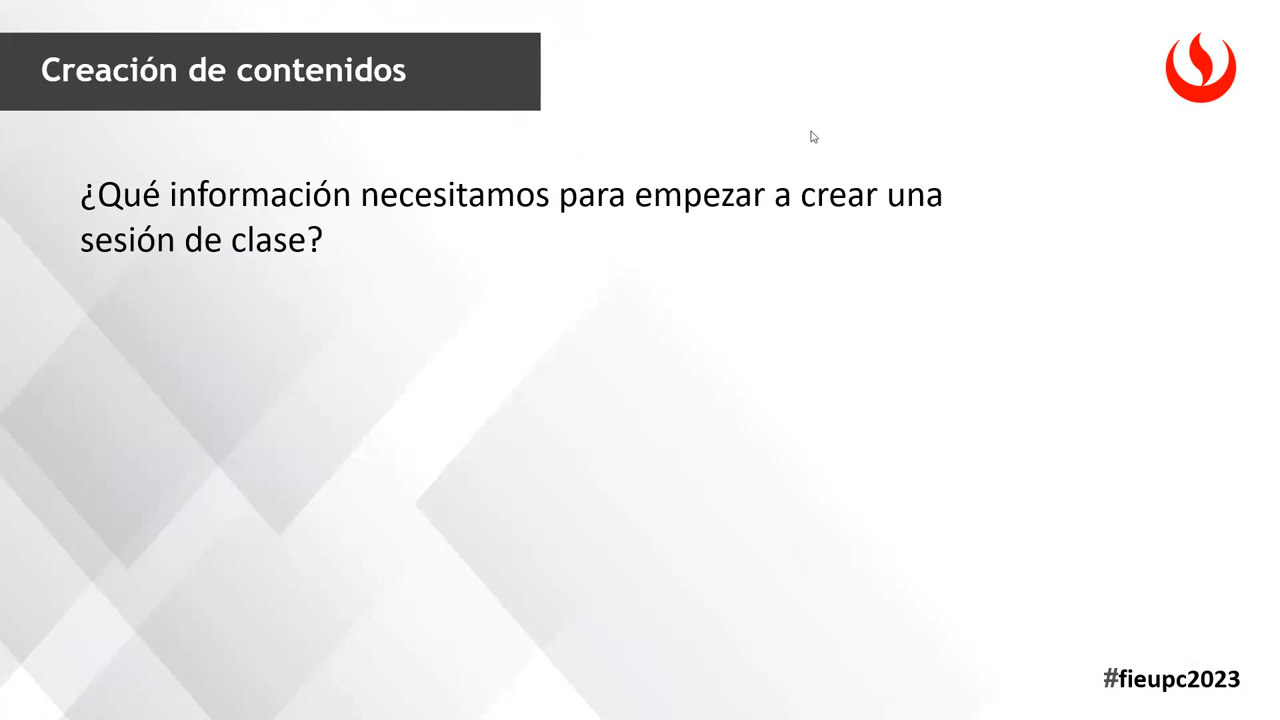 Creación de contenidos
¿Qué información necesitamos para empezar a crear una
sesión de clase?
#fieupc2023